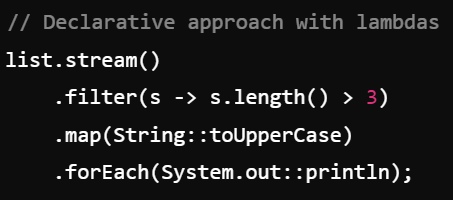 // Declarative approach with lambdas
list.stream()
    .filter(s -> s.length() > 3)
    .map(String::toUpperCase)
    .forEach(System.out::println);